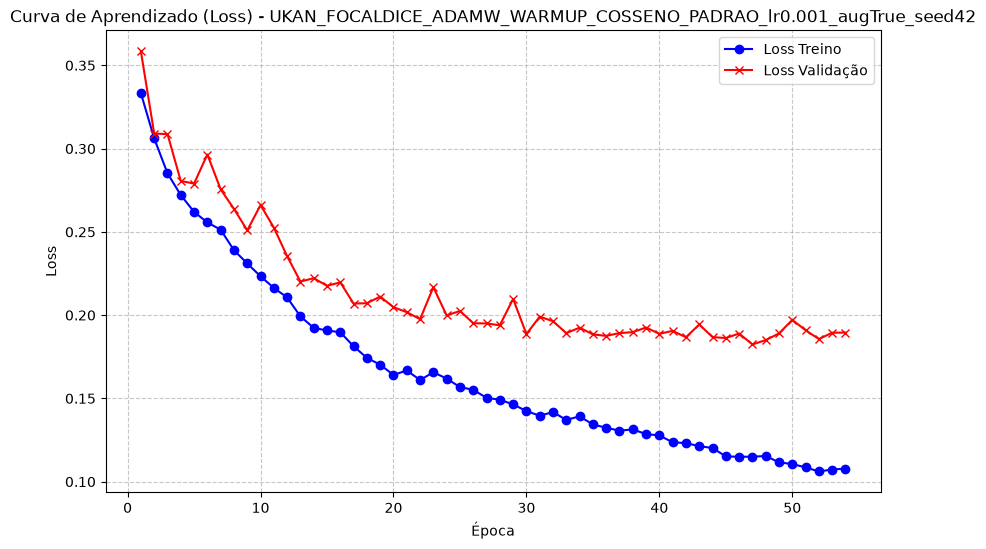 Curva de Aprendizado (Loss) - UKAN_FOCALDICE_ADAMW_WARMUP_COSSENO_PADRAO_lr0.001_augTrue_seed42
Loss Treino
Loss Validação
0.35
0.30
0.25
0.20
0.15
0.10
Loss
0 10 20 30 40 50
Época